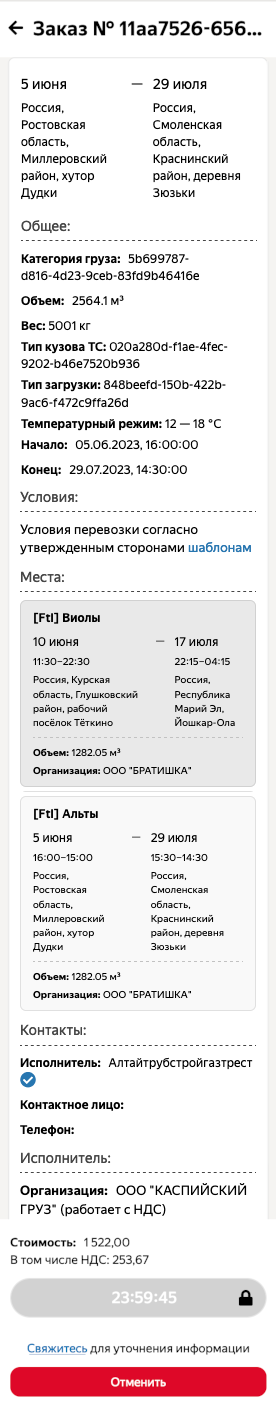 ← Заказ № 11aa7526-656...
5 июня — 29 июля
Россия,
Ростовская
область,
Миллеровский
район, хутор
Дудки
Россия,
Смоленская
область,
Краснинский
район, деревня
Зюзьки
Общее:
Категория груза: 5b699787-
d816-4d23-9ceb-83fd9b46416e
Объем: 2564.1 м³
Вес: 5001 кг
Тип кузова ТС: 020a280d-f1ae-4fec-
9202-b46e7520b936
Тип загрузки: 848beefd-150b-422b-
9ac6-f472c9ffa26d
Температурный режим: 12 — 18 °C
Начало: 05.06.2023, 16:00:00
Конец: 29.07.2023, 14:30:00
Условия:
Условия перевозки согласно
утвержденным сторонами шаблонам
Места:
[Ftl] Виолы
10 июня — 17 июля
11:30–22:30
Россия, Курская
область, Глушковский
район, рабочий
посёлок Тёткино
22:15–04:15
Россия,
Республика
Марий Эл,
Йошкар-Ола
Объем: 1282.05 м³
Организация: ООО "БРАТИШКА"
[Ftl] Альты
5 июня — 29 июля
16:00–15:00
Россия,
Ростовская
область,
Миллеровский
район, хутор
Дудки
15:30–14:30
Россия,
Смоленская
область,
Краснинский
район, деревня
Зюзьки
Объем: 1282.05 м³
Организация: ООО "БРАТИШКА"
Контакты:
Исполнитель: Алтайтрубстройгазтрест
Контактное лицо:
Телефон:
Исполнитель:
Организация: ООО "КАСПИЙСКИЙ
ГРУЗ" (работает с НДС)
Стоимость: 1 522,00
В том числе НДС: 253,67
23:59:45
Свяжитесь для уточнения информации
Отменить